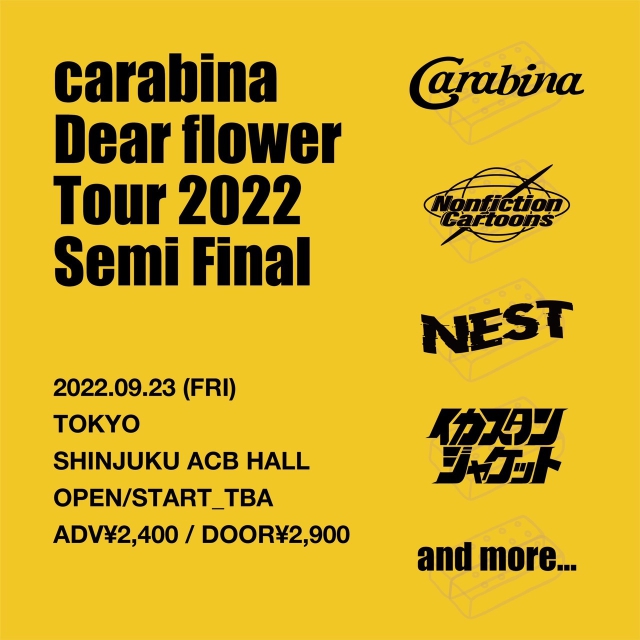 carabina
Dear flower
Tour 2022
Semi Final
2022.09.23 (FRI)
TOKYO
SHINJUKU ACB HALL
OPEN/START_TBA
ADV¥2,400 / DOOR¥2,900
Carabina
Nonfiction
Cartoons
NEST
イカスタン
ジャケット
and more...